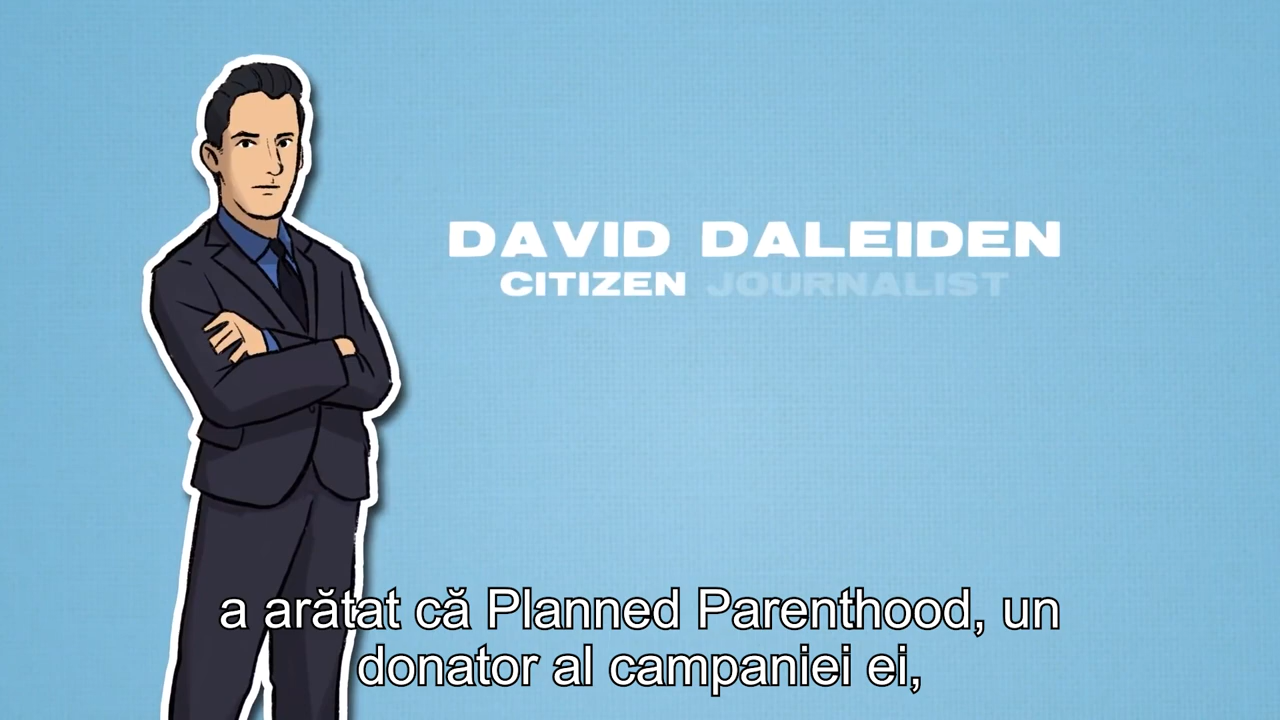 DAVID DALEIDEN
CITIZEN JOURNALIST
a arătat că Planned Parenthood, un
donator al campaniei ei,